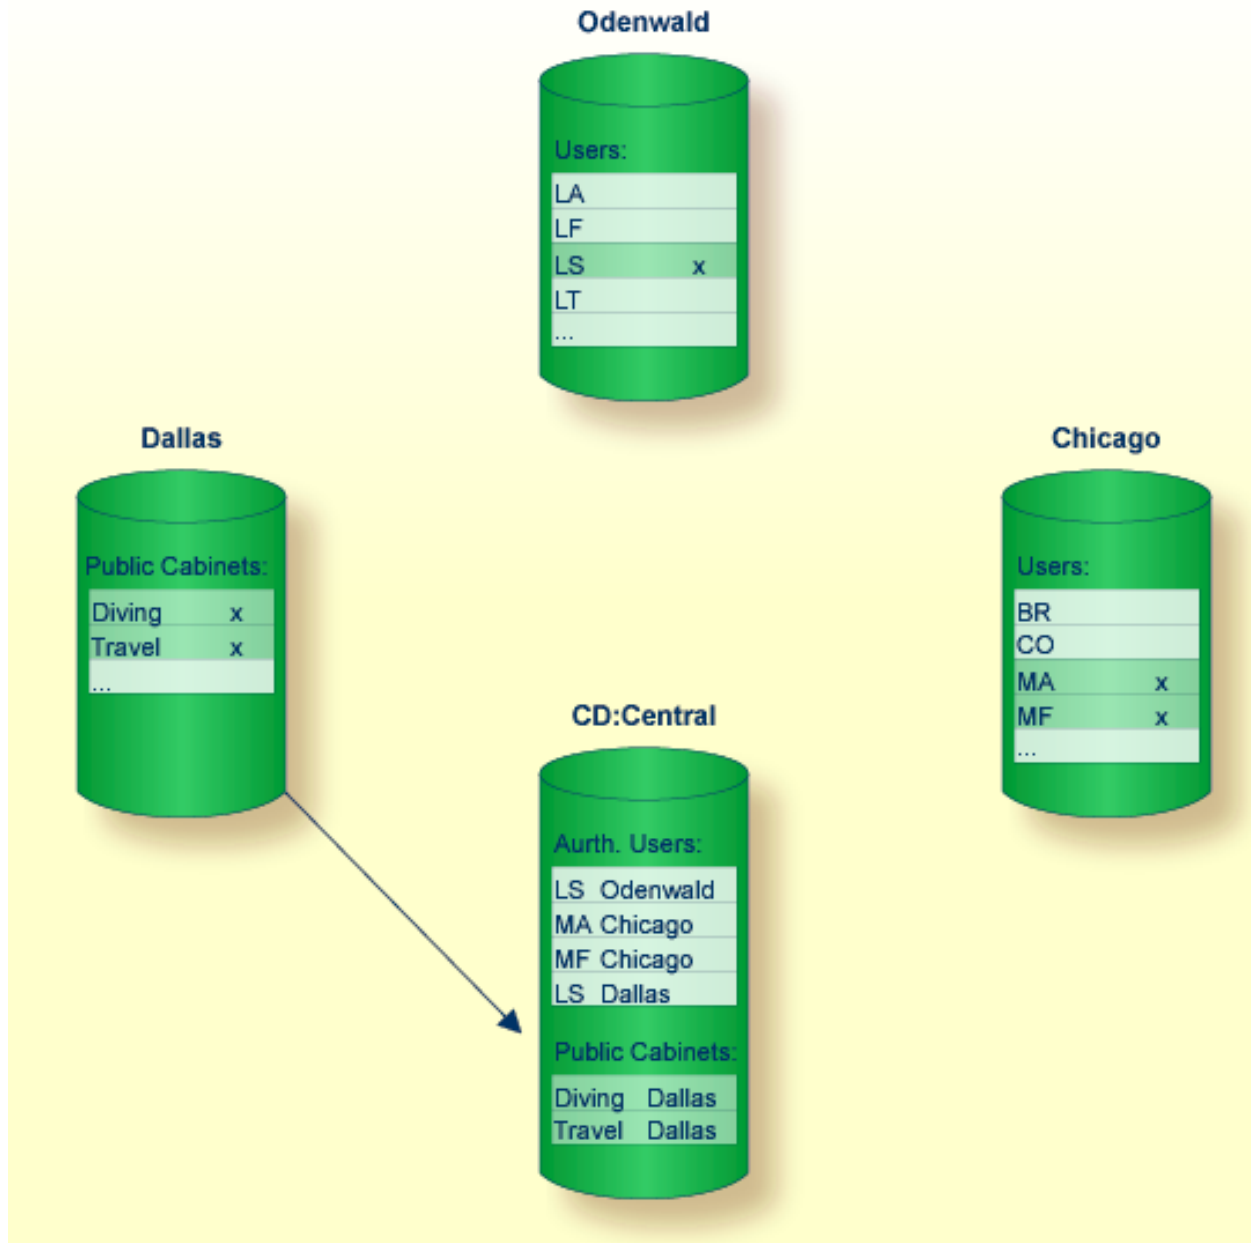 Odenwald
Users:
LA
LF
LS x
LT
...
Dallas
Public Cabinets:
Diving x
Travel x
...
Chicago
Users:
BR
CO
MA x
MF x
...
CD:Central
Aurth. Users:
LS Odenwald
MA Chicago
MF Chicago
LS Dallas
Public Cabinets:
Diving Dallas
Travel Dallas